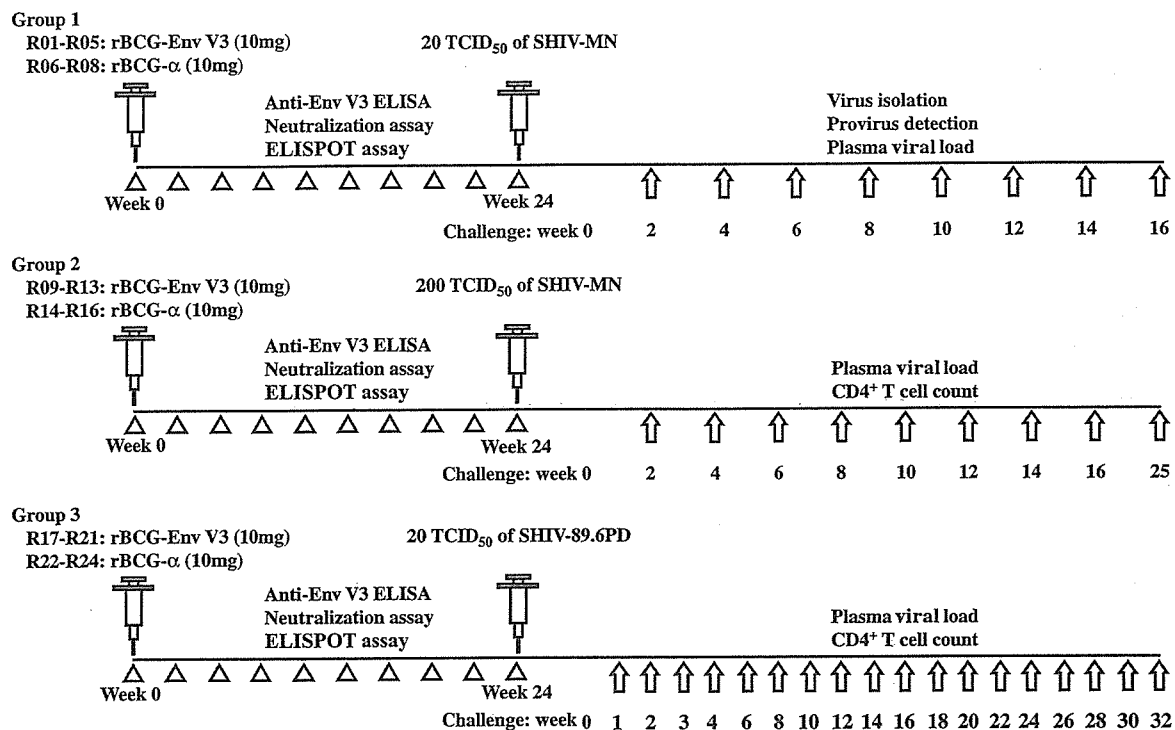 Group 1
R01-R05: rBCG-Env V3 (10mg)
20 TCID₅₀ of SHIV-MN
R06-R08: rBCG-α (10mg)
Anti-Env V3 ELISA
Neutralization assay
ELISPOT assay
Virus isolation
Provirus detection
Plasma viral load
Week 0
Week 24
Challenge: week 0 2 4 6 8 10 12 14 16
Group 2
R09-R13: rBCG-Env V3 (10mg)
200 TCID₅₀ of SHIV-MN
R14-R16: rBCG-α (10mg)
Anti-Env V3 ELISA
Neutralization assay
ELISPOT assay
Plasma viral load
CD4⁺ T cell count
Week 0
Week 24
Challenge: week 0 2 4 6 8 10 12 14 16 25
Group 3
R17-R21: rBCG-Env V3 (10mg)
20 TCID₅₀ of SHIV-89.6PD
R22-R24: rBCG-α (10mg)
Anti-Env V3 ELISA
Neutralization assay
ELISPOT assay
Plasma viral load
CD4⁺ T cell count
Week 0
Week 24
Challenge: week 0 1 2 3 4 6 8 10 12 14 16 18 20 22 24 26 28 30 32